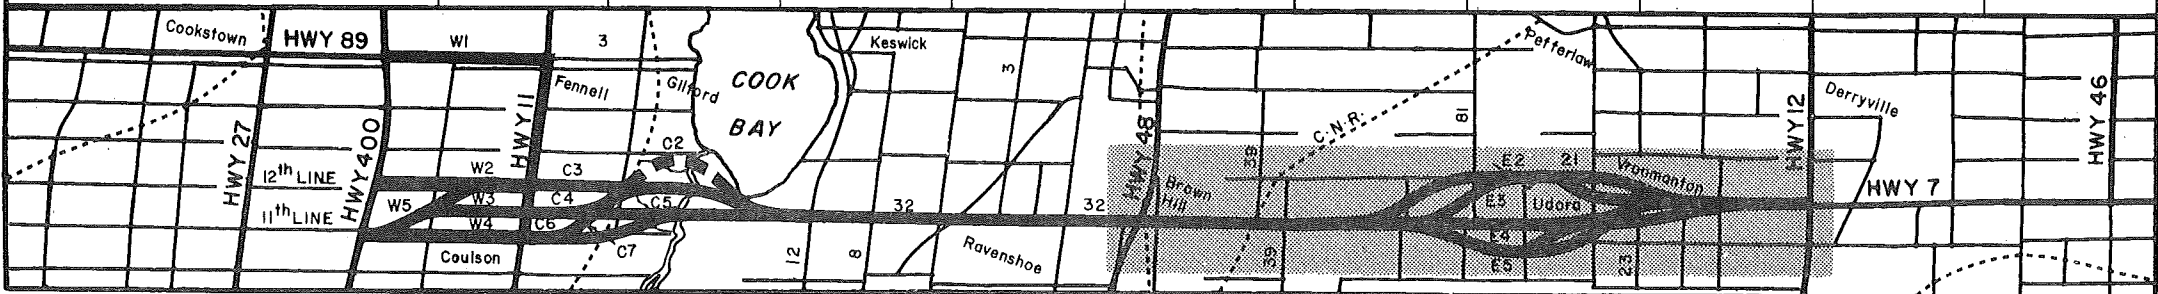 Cookstown
HWY 89
W1
3
Fennell
Gilford
COOK
BAY
Keswick
3
HWY 27
HWY 400
HWY 11
12th LINE
11th LINE
W2
W3
W4
W5
C2
C3
C4
C5
C6
C7
Coulson
12
8
32
Ravenshoe
32
HWY 48
Brown
Hill
39
39
C.N.R.
81
Pefferlaw
E2
21
E3
Udora
E4
E5
Vroomanton
23
HWY 12
Derryville
HWY 7
HWY 46